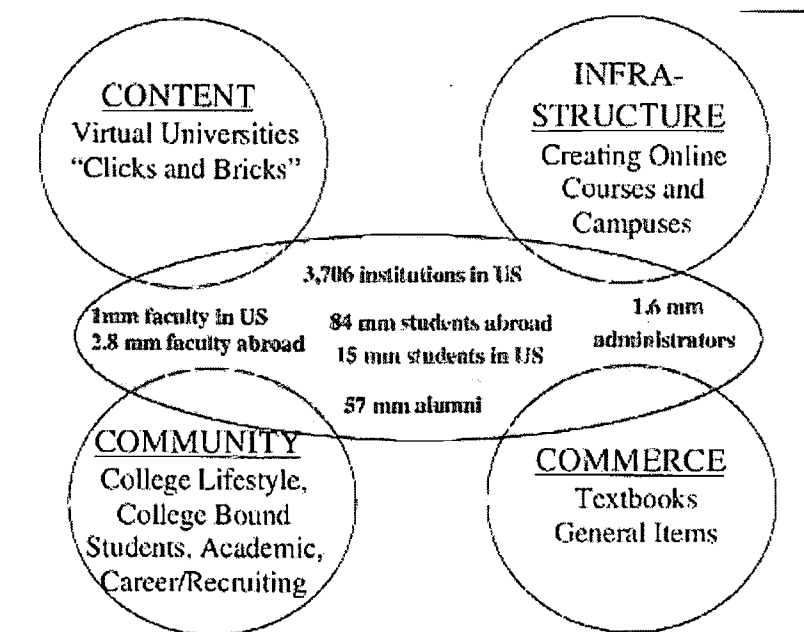 CONTENT
Virtual Universities
“Clicks and Bricks”
INFRA-
STRUCTURE
Creating Online
Courses and
Campuses
3,706 institutions in US
1mm faculty in US
2.8 mm faculty abroad
84 mm students abroad
15 mm students in US
1.6 mm
administrators
57 mm alumni
COMMUNITY
College Lifestyle,
College Bound
Students, Academic,
Career/Recruiting
COMMERCE
Textbooks
General Items